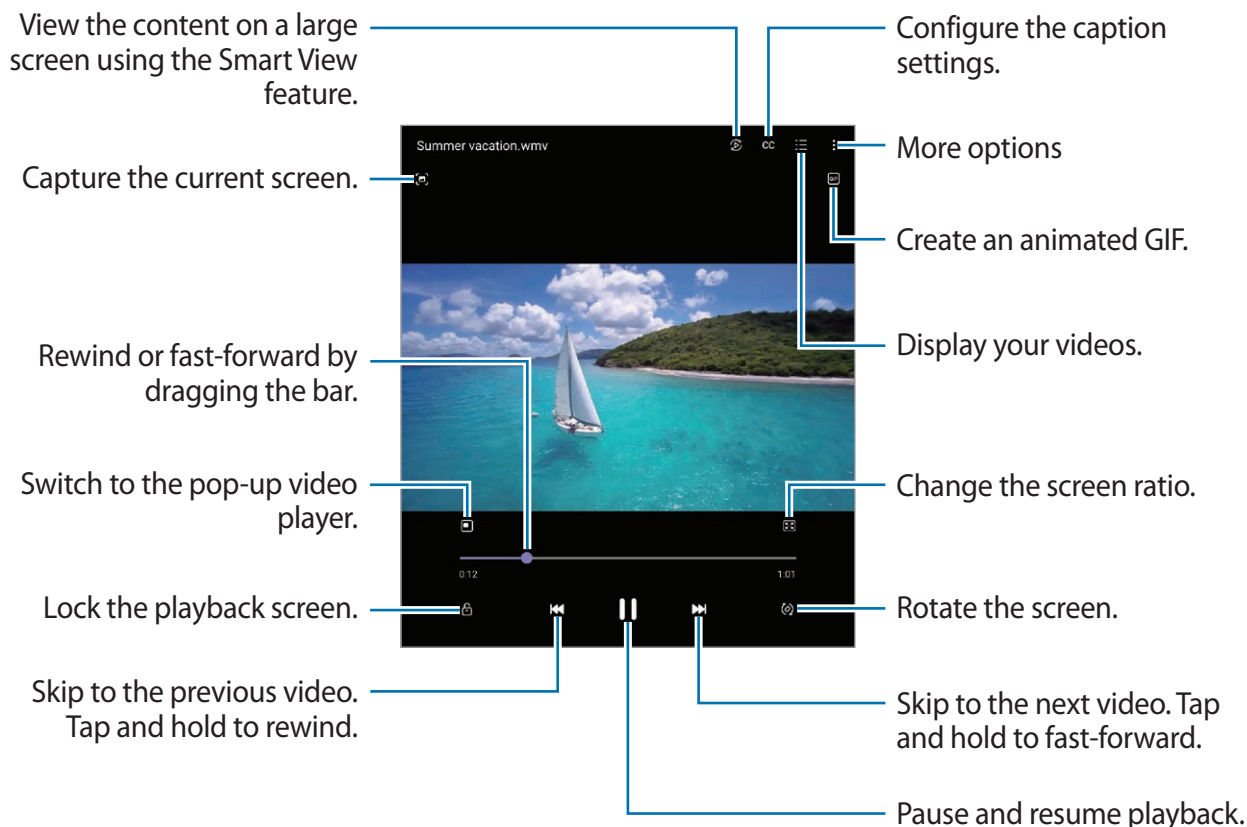 View the content on a large
screen using the Smart View
feature.
Configure the caption
settings.
Summer vacation.wmv
CC
More options
Capture the current screen.
GIF
Create an animated GIF.
Rewind or fast-forward by
dragging the bar.
Display your videos.
Switch to the pop-up video
player.
Change the screen ratio.
0:12
1:01
Lock the playback screen.
Rotate the screen.
Skip to the previous video.
Tap and hold to rewind.
Skip to the next video. Tap
and hold to fast-forward.
Pause and resume playback.